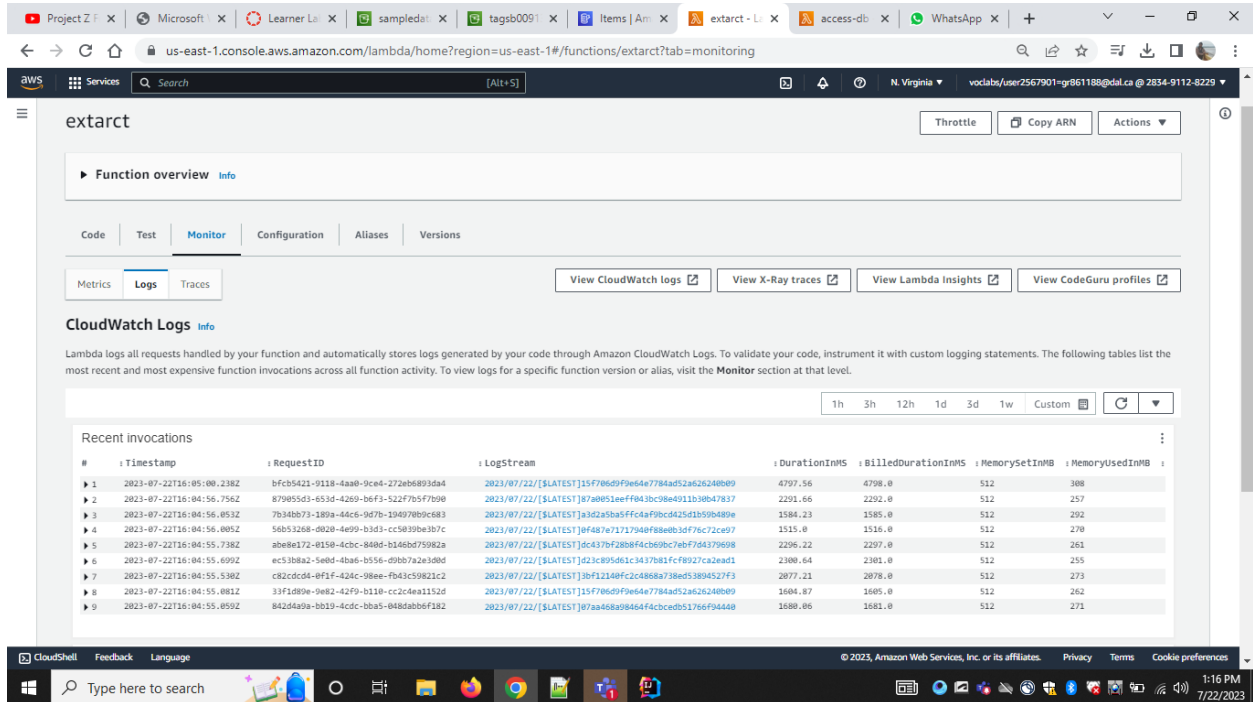 Project Z F
Microsoft
Learner La
sampledat
tagsb0091
Items | Am
extarct - La
access-db
WhatsApp
us-east-1.console.aws.amazon.com/lambda/home?region=us-east-1#/functions/extarct?tab=monitoring
aws Services Search [Alt+S] N. Virginia ▼ voclabs/user2567901=gr861188@dal.ca @ 2834-9112-8229 ▼
extarct Throttle Copy ARN Actions ▼
Function overview Info
Code Test Monitor Configuration Aliases Versions
Metrics Logs Traces View CloudWatch logs View X-Ray traces View Lambda Insights View CodeGuru profiles
CloudWatch Logs Info
Lambda logs all requests handled by your function and automatically stores logs generated by your code through Amazon CloudWatch Logs. To validate your code, instrument it with custom logging statements. The following tables list the
most recent and most expensive function invocations across all function activity. To view logs for a specific function version or alias, visit the Monitor section at that level.
1h 3h 12h 1d 3d 1w Custom
Recent invocations
# : Timestamp : RequestID : LogStream : DurationInMS : BilledDurationInMS : MemorySetInMB : MemoryUsedInMB :
1 2023-07-22T16:05:00.238Z bfcb5421-9118-4aa0-9ce4-272eb6893da4 2023/07/22/[$LATEST]15f706d9f9e64e7784ad52a626240b09 4797.56 4798.0 512 308
2 2023-07-22T16:04:56.756Z 879055d3-653d-4269-b6f3-522f7b5f7b90 2023/07/22/[$LATEST]87a0051eeff043bc98e4911b30b47837 2291.66 2292.0 512 257
3 2023-07-22T16:04:56.053Z 7b34bb73-189a-44c6-9d7b-194970b9c683 2023/07/22/[$LATEST]a3d2a5ba5ffc4af9bcd425d1b59b489e 1584.23 1585.0 512 292
4 2023-07-22T16:04:56.005Z 56b53268-d020-4e99-b3d3-cc5039be3b7c 2023/07/22/[$LATEST]0f487e71717940f88e0b3df76c72ce97 1515.0 1516.0 512 270
5 2023-07-22T16:04:55.738Z abe8e172-0150-4cbc-840d-b146bd75982a 2023/07/22/[$LATEST]dc437bf28b8f4cb69bc7ebf7d4379698 2296.22 2297.0 512 261
6 2023-07-22T16:04:55.699Z ec53b8a2-5e0d-4ba6-b556-d9bb7a2e3d0d 2023/07/22/[$LATEST]d23c895d61c3437b81fcf8927ca2ead1 2300.64 2301.0 512 255
7 2023-07-22T16:04:55.530Z c82cdcd4-0f1f-424c-98ee-fb43c59821c2 2023/07/22/[$LATEST]3bf12140fc2c4868a738ed53894527f3 2077.21 2078.0 512 273
8 2023-07-22T16:04:55.081Z 33f1d89e-9e82-42f9-b110-cc2c4ea1152d 2023/07/22/[$LATEST]15f706d9f9e64e7784ad52a626240b09 1604.87 1605.0 512 262
9 2023-07-22T16:04:55.059Z 842d4a9a-bb19-4cdc-bba5-048dabb6f182 2023/07/22/[$LATEST]07aa468a98464f4cbcedb51766f94440 1680.06 1681.0 512 271
CloudShell Feedback Language © 2023, Amazon Web Services, Inc. or its affiliates. Privacy Terms Cookie preferences
Type here to search 1:16 PM
7/22/2023